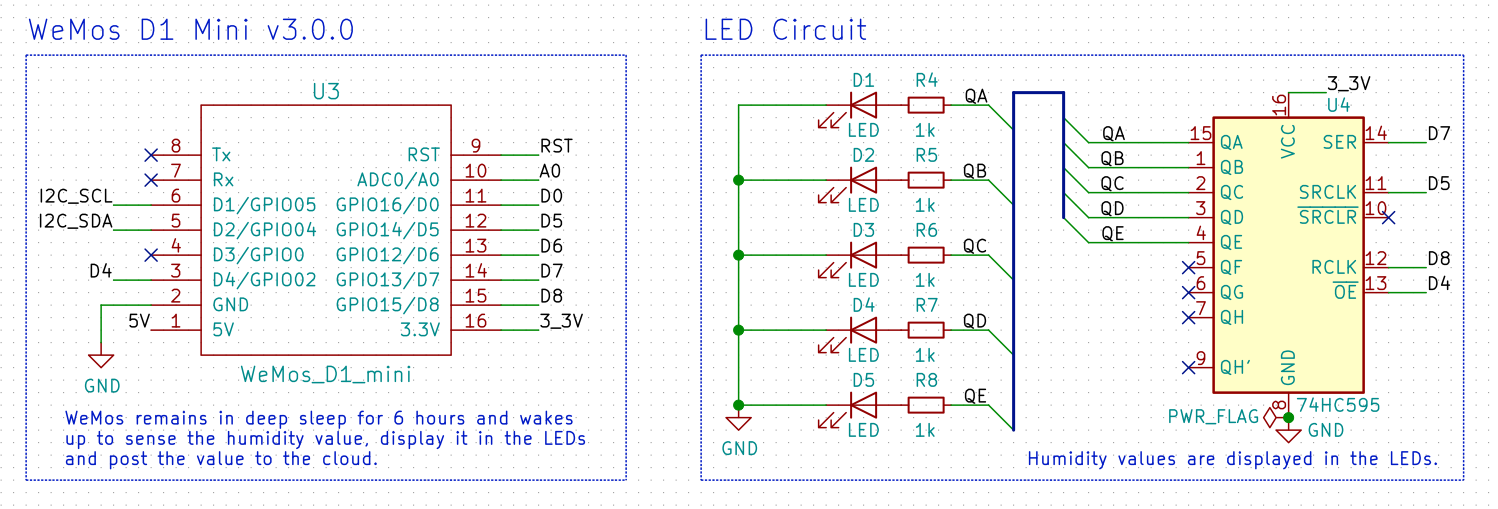 WeMos D1 Mini v3.0.0
U3
8 Tx
7 Rx
I2C_SCL 6 D1/GPIO05
I2C_SDA 5 D2/GPIO04
4 D3/GPIO0
D4 3 D4/GPIO02
2 GND
5V 1 5V
RST 9 RST
ADC0/A0 10 A0
GPIO16/D0 11 D0
GPIO14/D5 12 D5
GPIO12/D6 13 D6
GPIO13/D7 14 D7
GPIO15/D8 15 D8
3.3V 16 3_3V
GND
WeMos_D1_mini
WeMos remains in deep sleep for 6 hours and wakes
up to sense the humidity value, display it in the LEDs
and post the value to the cloud.
LED Circuit
D1 R4
QA
LED 1k
D2 R5
QB
LED 1k
D3 R6
QC
LED 1k
D4 R7
QD
LED 1k
D5 R8
QE
LED 1k
GND
3_3V
U4
16
VCC
QA 15 QA
QB 1 QB
QC 2 QC
QD 3 QD
QE 4 QE
5 QF
6 QG
7 QH
9 QH'
SER 14 D7
SRCLK 11 D5
SRCLR 10
RCLK 12 D8
OE 13 D4
GND
8
74HC595
PWR_FLAG
GND
Humidity values are displayed in the LEDs.